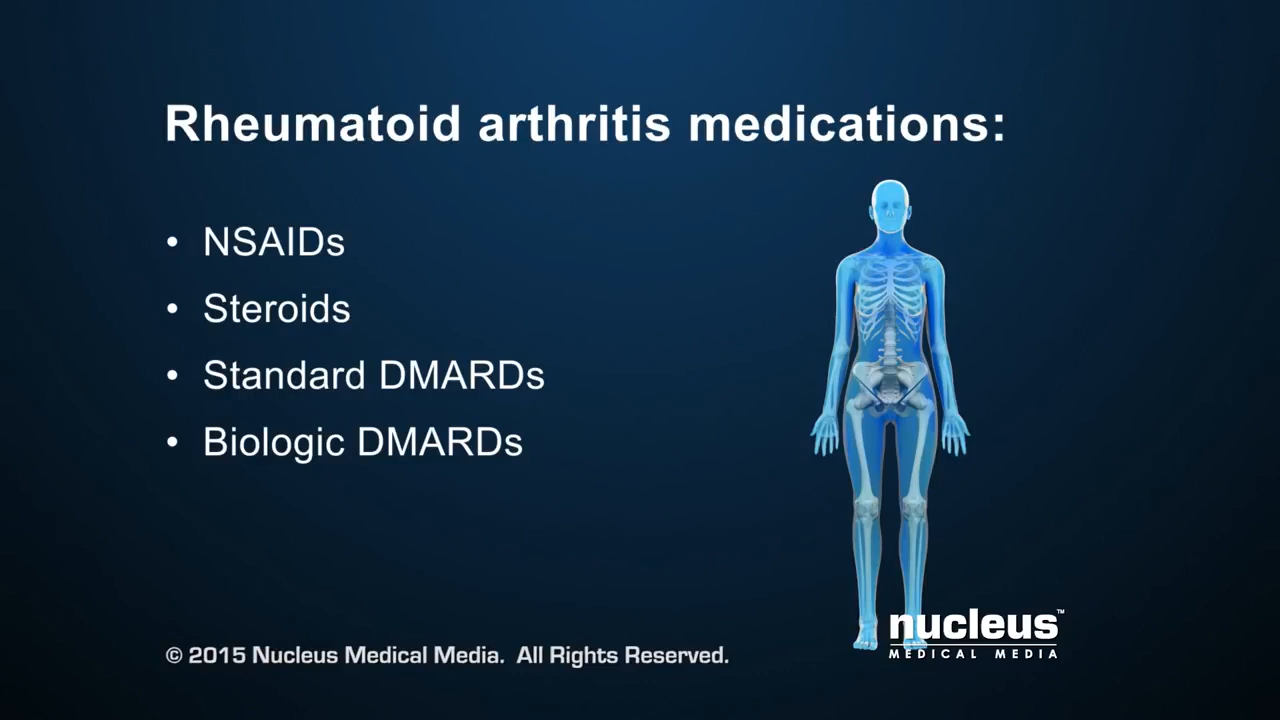 Rheumatoid arthritis medications:
• NSAIDs
• Steroids
• Standard DMARDs
• Biologic DMARDs
nucleus™
MEDICAL MEDIA
© 2015 Nucleus Medical Media. All Rights Reserved.